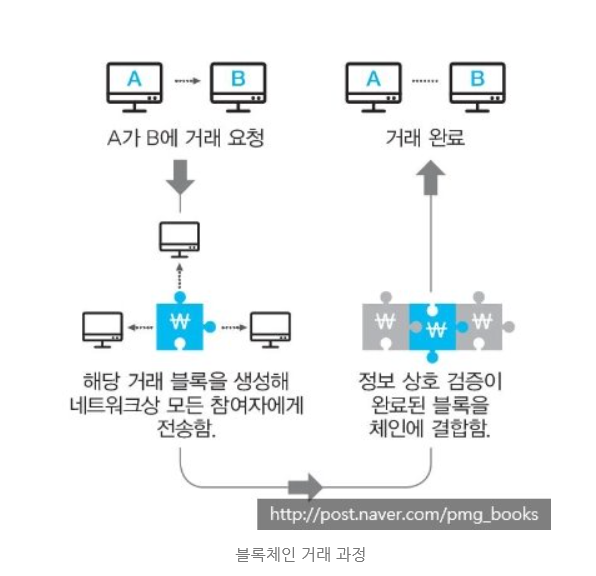 A
B
A가 B에 거래 요청
A
B
거래 완료
₩
해당 거래 블록을 생성해
네트워크상 모든 참여자에게
전송함.
₩
₩
₩
정보 상호 검증이
완료된 블록을
체인에 결합함.
http://post.naver.com/pmg_books
블록체인 거래 과정